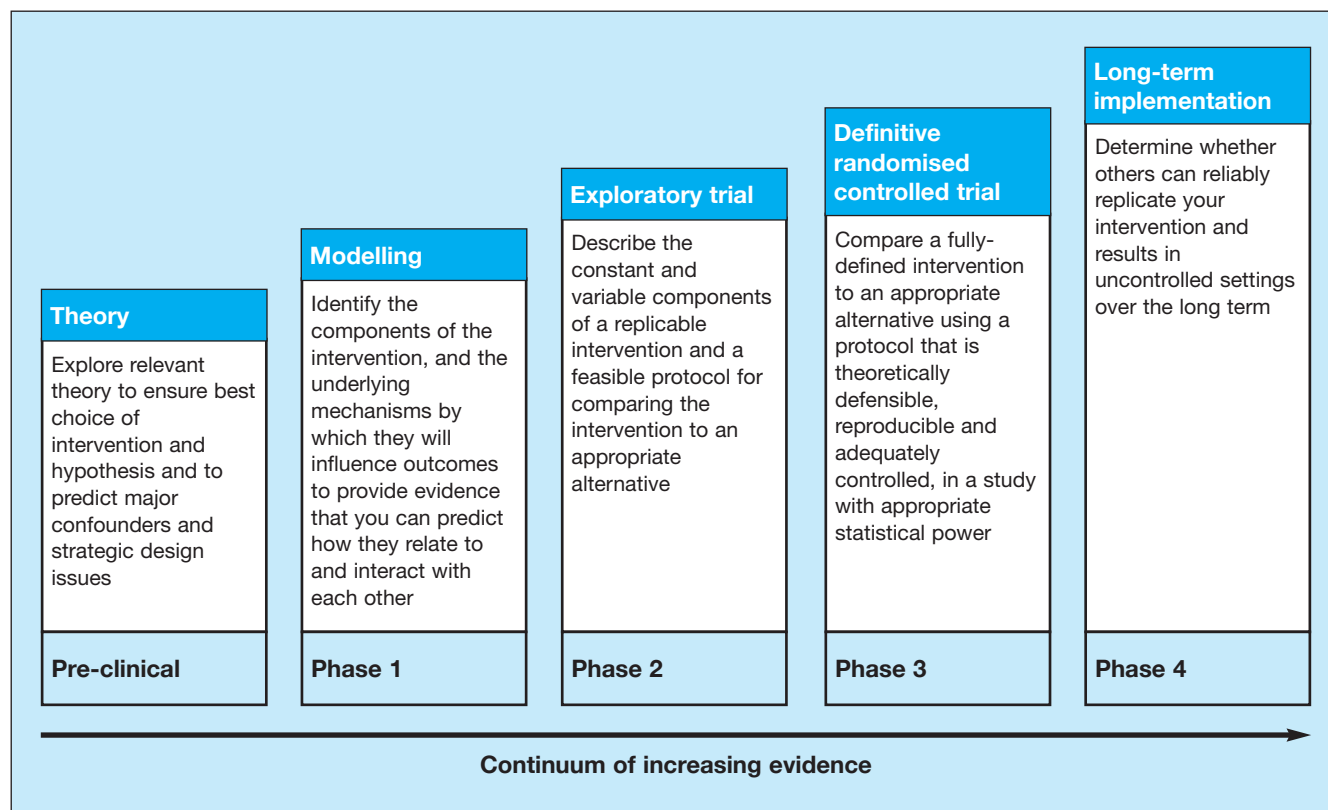 Theory
Explore relevant
theory to ensure best
choice of
intervention and
hypothesis and to
predict major
confounders and
strategic design
issues
Pre-clinical
Modelling
Identify the
components of the
intervention, and the
underlying
mechanisms by
which they will
influence outcomes
to provide evidence
that you can predict
how they relate to
and interact with
each other
Phase 1
Exploratory trial
Describe the
constant and
variable components
of a replicable
intervention and a
feasible protocol for
comparing the
intervention to an
appropriate
alternative
Phase 2
Definitive
randomised
controlled trial
Compare a fully-
defined intervention
to an appropriate
alternative using a
protocol that is
theoretically
defensible,
reproducible and
adequately
controlled, in a study
with appropriate
statistical power
Phase 3
Long-term
implementation
Determine whether
others can reliably
replicate your
intervention and
results in
uncontrolled settings
over the long term
Phase 4
Continuum of increasing evidence